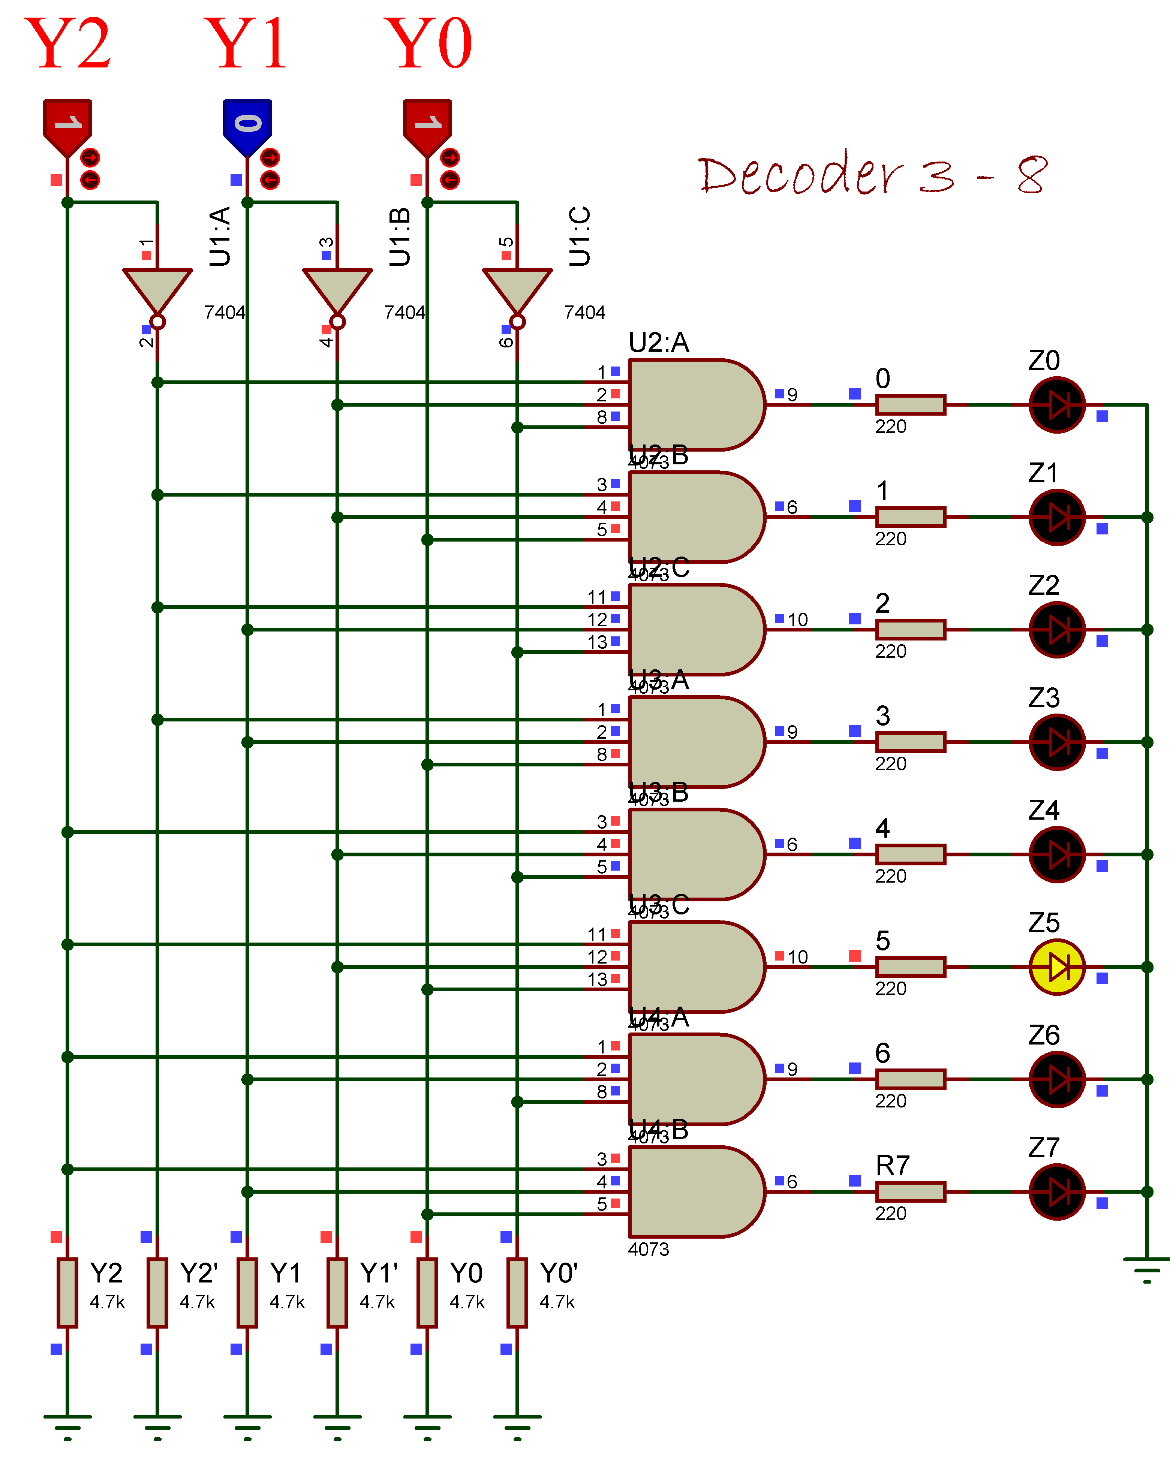 Y2 Y1 Y0
1 0 1
Decoder 3 - 8
1 U1:A 3 U1:B 5 U1:C
7404 7404 7404
2 4 6
U2:A
1 2 8 9
4073
0
220
Z0
U2:B
3 4 5 6
4073
1
220
Z1
U2:C
11 12 13 10
4073
2
220
Z2
U3:A
1 2 8 9
4073
3
220
Z3
U3:B
3 4 5 6
4073
4
220
Z4
U3:C
11 12 13 10
4073
5
220
Z5
U4:A
1 2 8 9
4073
6
220
Z6
U4:B
3 4 5 6
4073
R7
220
Z7
Y2 Y2' Y1 Y1' Y0 Y0'
4.7k 4.7k 4.7k 4.7k 4.7k 4.7k